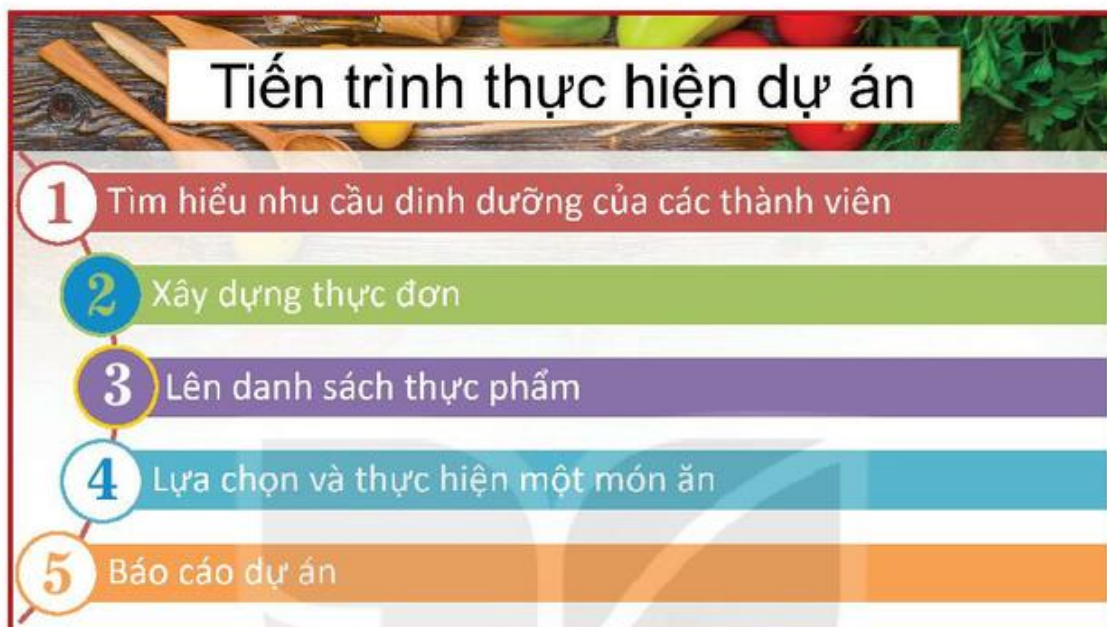 Tiến trình thực hiện dự án
1 Tìm hiểu nhu cầu dinh dưỡng của các thành viên
2 Xây dựng thực đơn
3 Lên danh sách thực phẩm
4 Lựa chọn và thực hiện một món ăn
5 Báo cáo dự án